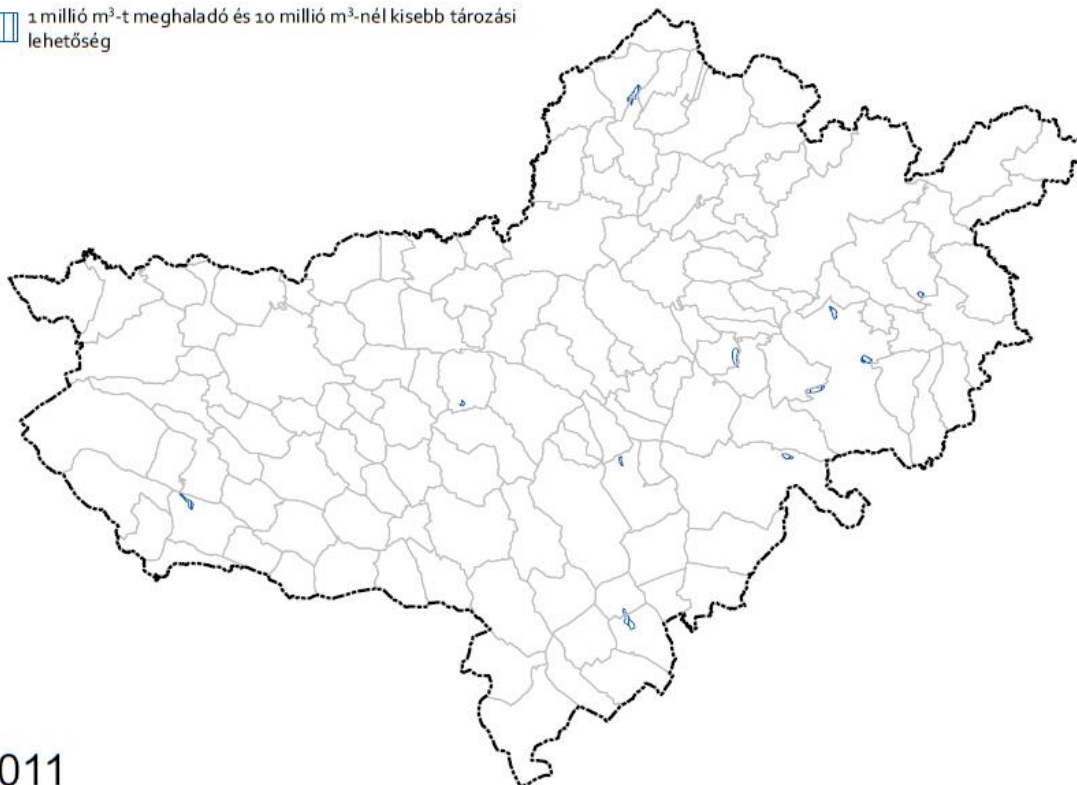 1 millió m³-t meghaladó és 10 millió m³-nél kisebb tározási
lehetőség
011